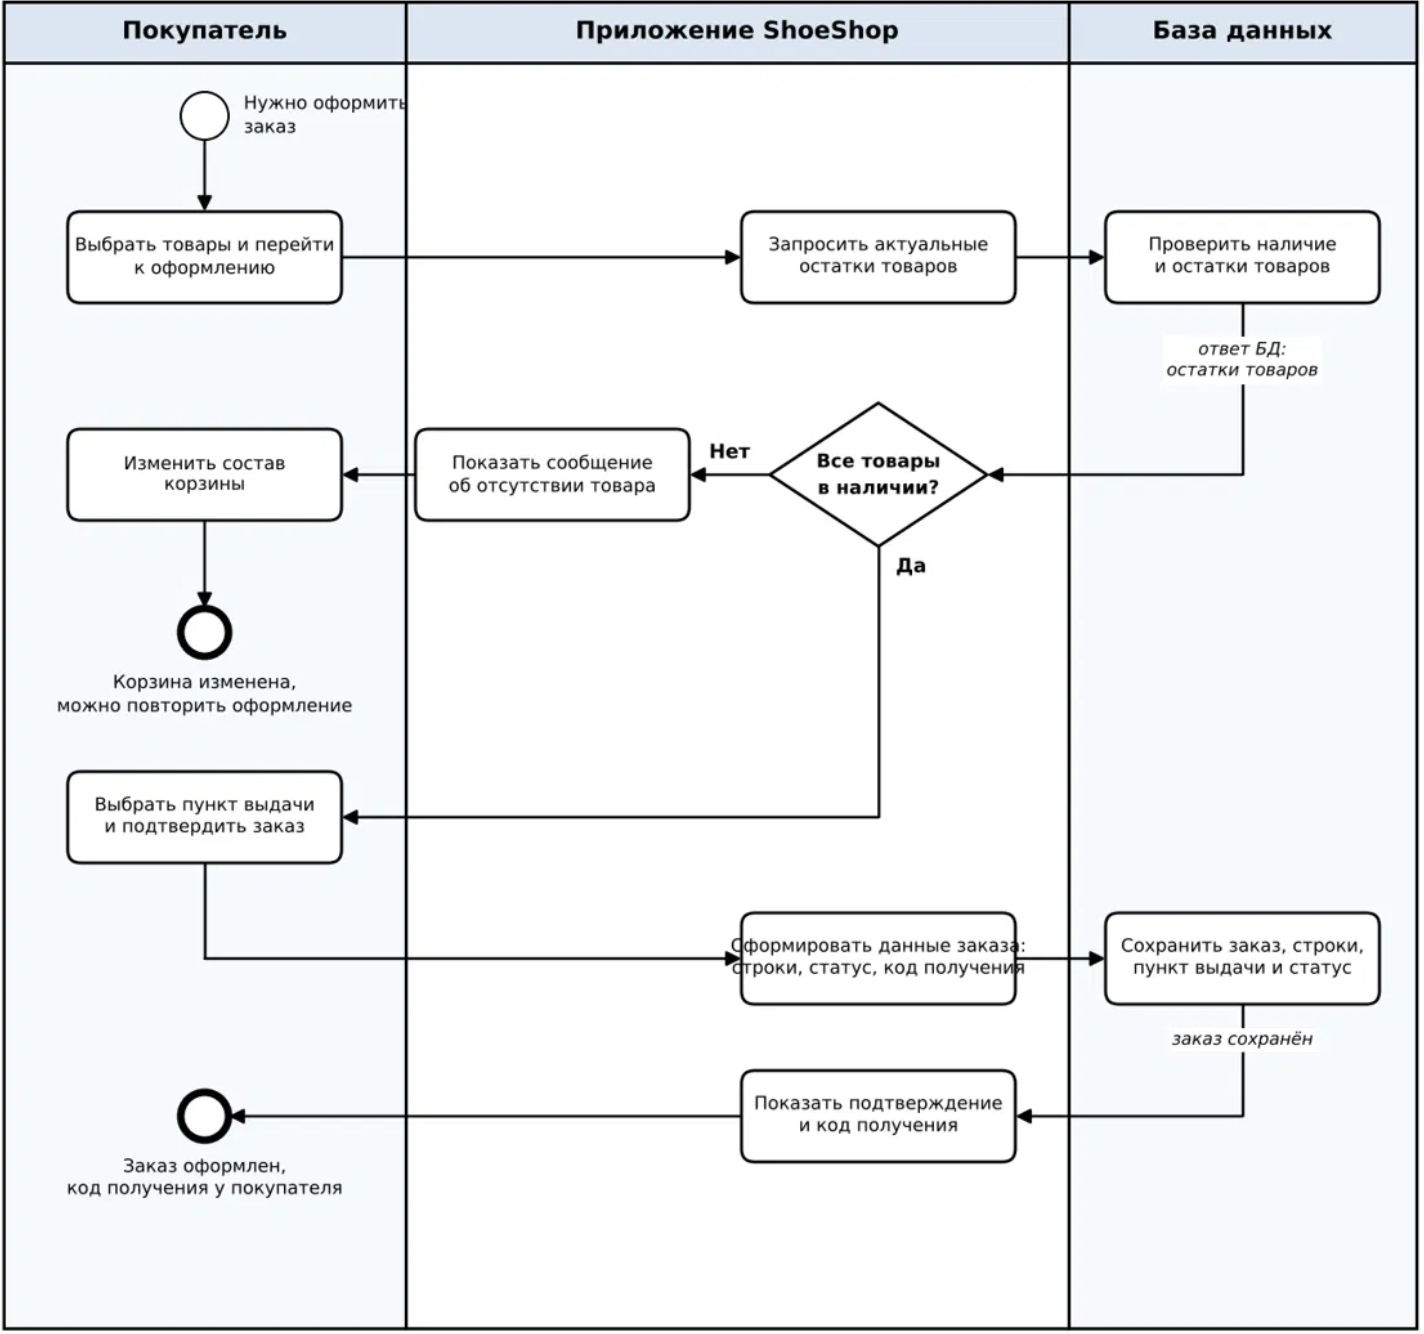 Покупатель
Приложение ShoeShop
База данных
Нужно оформить
заказ
Выбрать товары и перейти
к оформлению
Запросить актуальные
остатки товаров
Проверить наличие
и остатки товаров
ответ БД:
остатки товаров
Изменить состав
корзины
Показать сообщение
об отсутствии товара
Нет
Все товары
в наличии?
Да
Корзина изменена,
можно повторить оформление
Выбрать пункт выдачи
и подтвердить заказ
Сформировать данные заказа:
строки, статус, код получения
Сохранить заказ, строки,
пункт выдачи и статус
заказ сохранён
Показать подтверждение
и код получения
Заказ оформлен,
код получения у покупателя